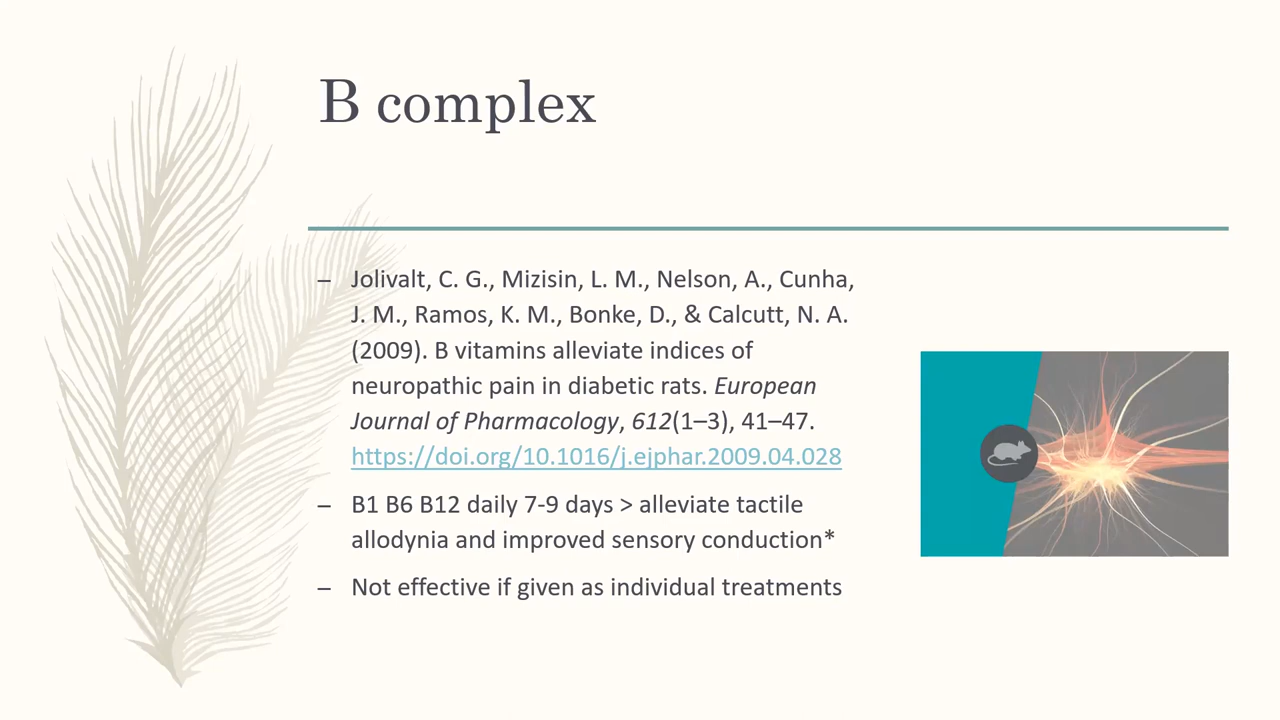 B complex
– Jolivalt, C. G., Mizisin, L. M., Nelson, A., Cunha,
J. M., Ramos, K. M., Bonke, D., & Calcutt, N. A.
(2009). B vitamins alleviate indices of
neuropathic pain in diabetic rats. European
Journal of Pharmacology, 612(1–3), 41–47.
https://doi.org/10.1016/j.ejphar.2009.04.028
– B1 B6 B12 daily 7-9 days > alleviate tactile
allodynia and improved sensory conduction*
– Not effective if given as individual treatments